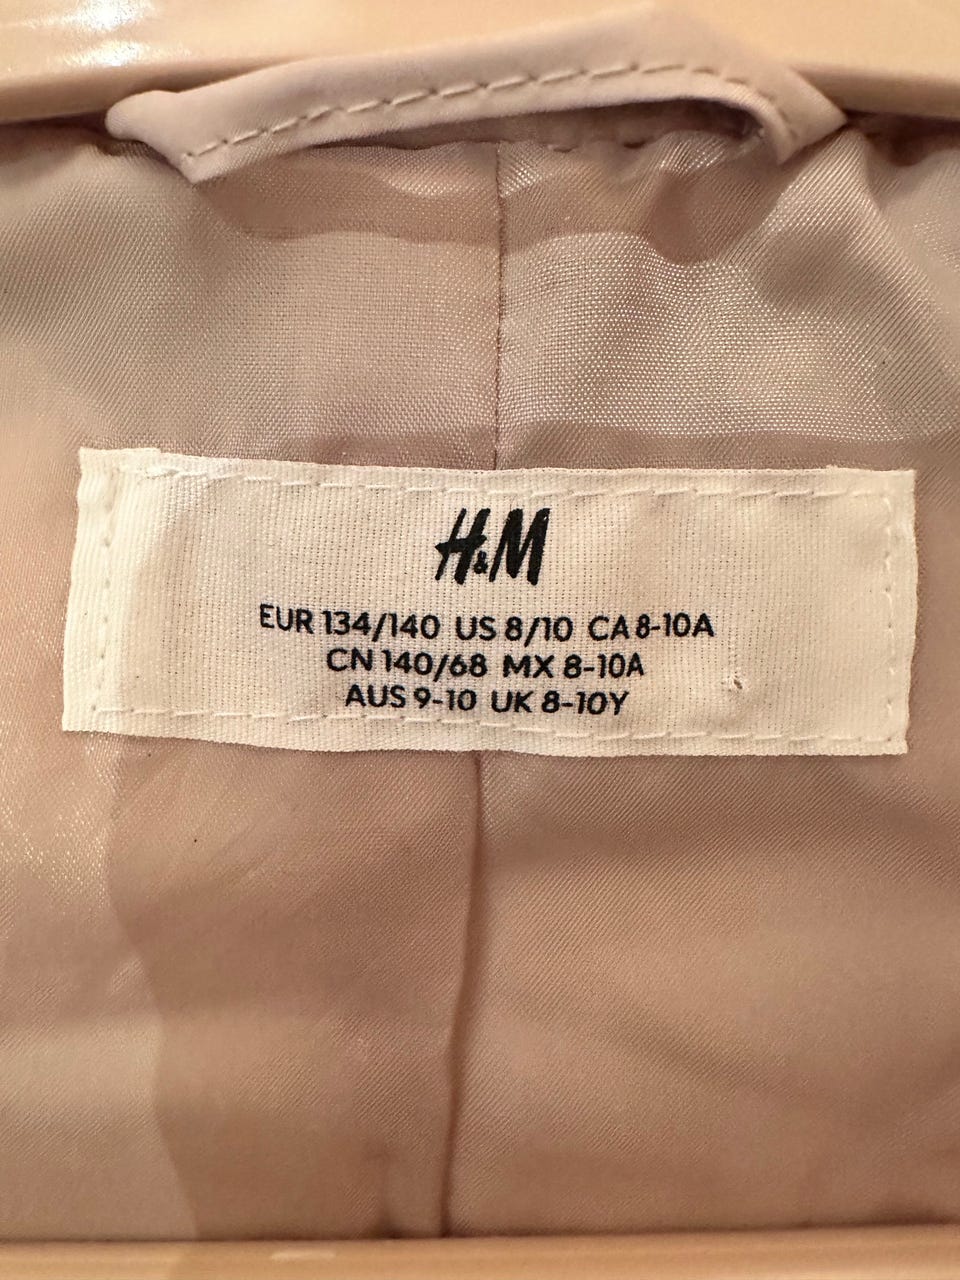 H&M
EUR 134/140 US 8/10 CA 8-10A
CN 140/68 MX 8-10A
AUS 9-10 UK 8-10Y